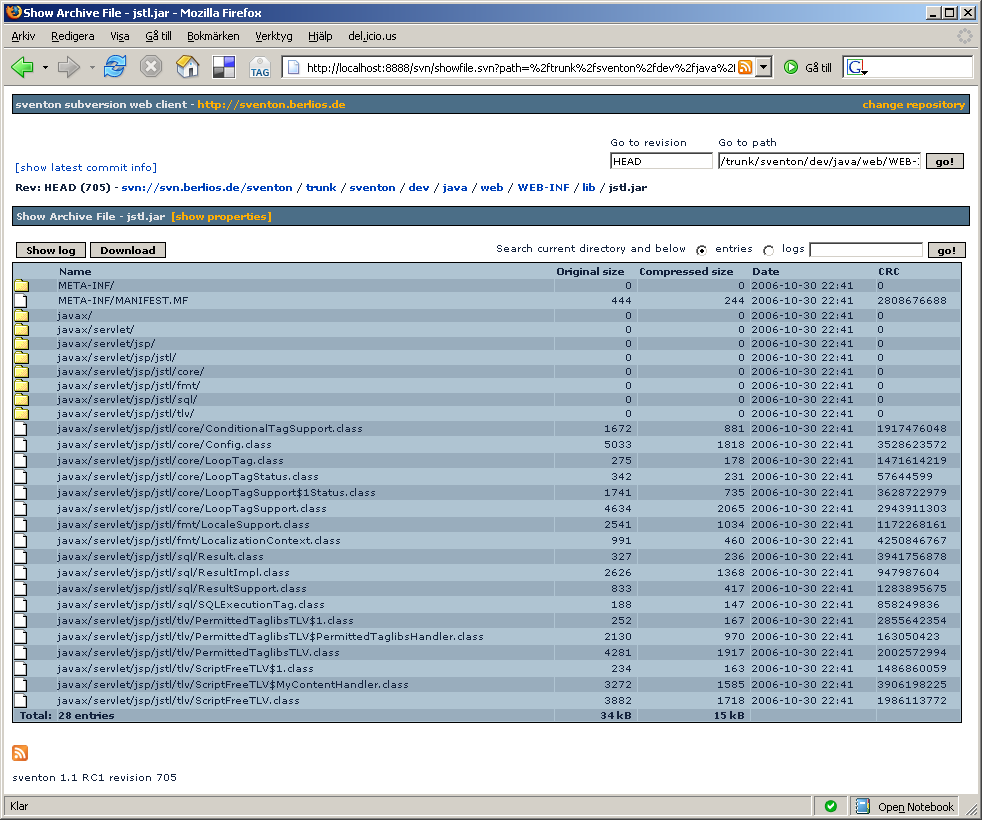 Show Archive File - jstl.jar - Mozilla Firefox
Arkiv Redigera Visa Gå till Bokmärken Verktyg Hjälp del.icio.us
TAG http://localhost:8888/svn/showfile.svn?path=%2ftrunk%2fsventon%2fdev%2fjava%2 Gå till G
sventon subversion web client - http://sventon.berlios.de change repository
Go to revision Go to path
[show latest commit info] HEAD /trunk/sventon/dev/java/web/WEB- go!
Rev: HEAD (705) - svn://svn.berlios.de/sventon / trunk / sventon / dev / java / web / WEB-INF / lib / jstl.jar
Show Archive File - jstl.jar [show properties]
Show log Download Search current directory and below entries logs go!
Name Original size Compressed size Date CRC
META-INF/ 0 0 2006-10-30 22:41 0
META-INF/MANIFEST.MF 444 244 2006-10-30 22:41 2808676688
javax/ 0 0 2006-10-30 22:41 0
javax/servlet/ 0 0 2006-10-30 22:41 0
javax/servlet/jsp/ 0 0 2006-10-30 22:41 0
javax/servlet/jsp/jstl/ 0 0 2006-10-30 22:41 0
javax/servlet/jsp/jstl/core/ 0 0 2006-10-30 22:41 0
javax/servlet/jsp/jstl/fmt/ 0 0 2006-10-30 22:41 0
javax/servlet/jsp/jstl/sql/ 0 0 2006-10-30 22:41 0
javax/servlet/jsp/jstl/tlv/ 0 0 2006-10-30 22:41 0
javax/servlet/jsp/jstl/core/ConditionalTagSupport.class 1672 881 2006-10-30 22:41 1917476048
javax/servlet/jsp/jstl/core/Config.class 5033 1818 2006-10-30 22:41 3528623572
javax/servlet/jsp/jstl/core/LoopTag.class 275 178 2006-10-30 22:41 1471614219
javax/servlet/jsp/jstl/core/LoopTagStatus.class 342 231 2006-10-30 22:41 57644599
javax/servlet/jsp/jstl/core/LoopTagSupport$1Status.class 1741 735 2006-10-30 22:41 3628722979
javax/servlet/jsp/jstl/core/LoopTagSupport.class 4634 2065 2006-10-30 22:41 2943911303
javax/servlet/jsp/jstl/fmt/LocaleSupport.class 2541 1034 2006-10-30 22:41 1172268161
javax/servlet/jsp/jstl/fmt/LocalizationContext.class 991 460 2006-10-30 22:41 4250846767
javax/servlet/jsp/jstl/sql/Result.class 327 236 2006-10-30 22:41 3941756878
javax/servlet/jsp/jstl/sql/ResultImpl.class 2626 1368 2006-10-30 22:41 947987604
javax/servlet/jsp/jstl/sql/ResultSupport.class 833 417 2006-10-30 22:41 1283895675
javax/servlet/jsp/jstl/sql/SQLExecutionTag.class 188 147 2006-10-30 22:41 858249836
javax/servlet/jsp/jstl/tlv/PermittedTaglibsTLV$1.class 252 167 2006-10-30 22:41 2855642354
javax/servlet/jsp/jstl/tlv/PermittedTaglibsTLV$PermittedTaglibsHandler.class 2130 970 2006-10-30 22:41 163050423
javax/servlet/jsp/jstl/tlv/PermittedTaglibsTLV.class 4281 1917 2006-10-30 22:41 2002572994
javax/servlet/jsp/jstl/tlv/ScriptFreeTLV$1.class 234 163 2006-10-30 22:41 1486860059
javax/servlet/jsp/jstl/tlv/ScriptFreeTLV$MyContentHandler.class 3272 1585 2006-10-30 22:41 3906198225
javax/servlet/jsp/jstl/tlv/ScriptFreeTLV.class 3882 1718 2006-10-30 22:41 1986113772
Total: 28 entries 34 kB 15 kB
sventon 1.1 RC1 revision 705
Klar Open Notebook